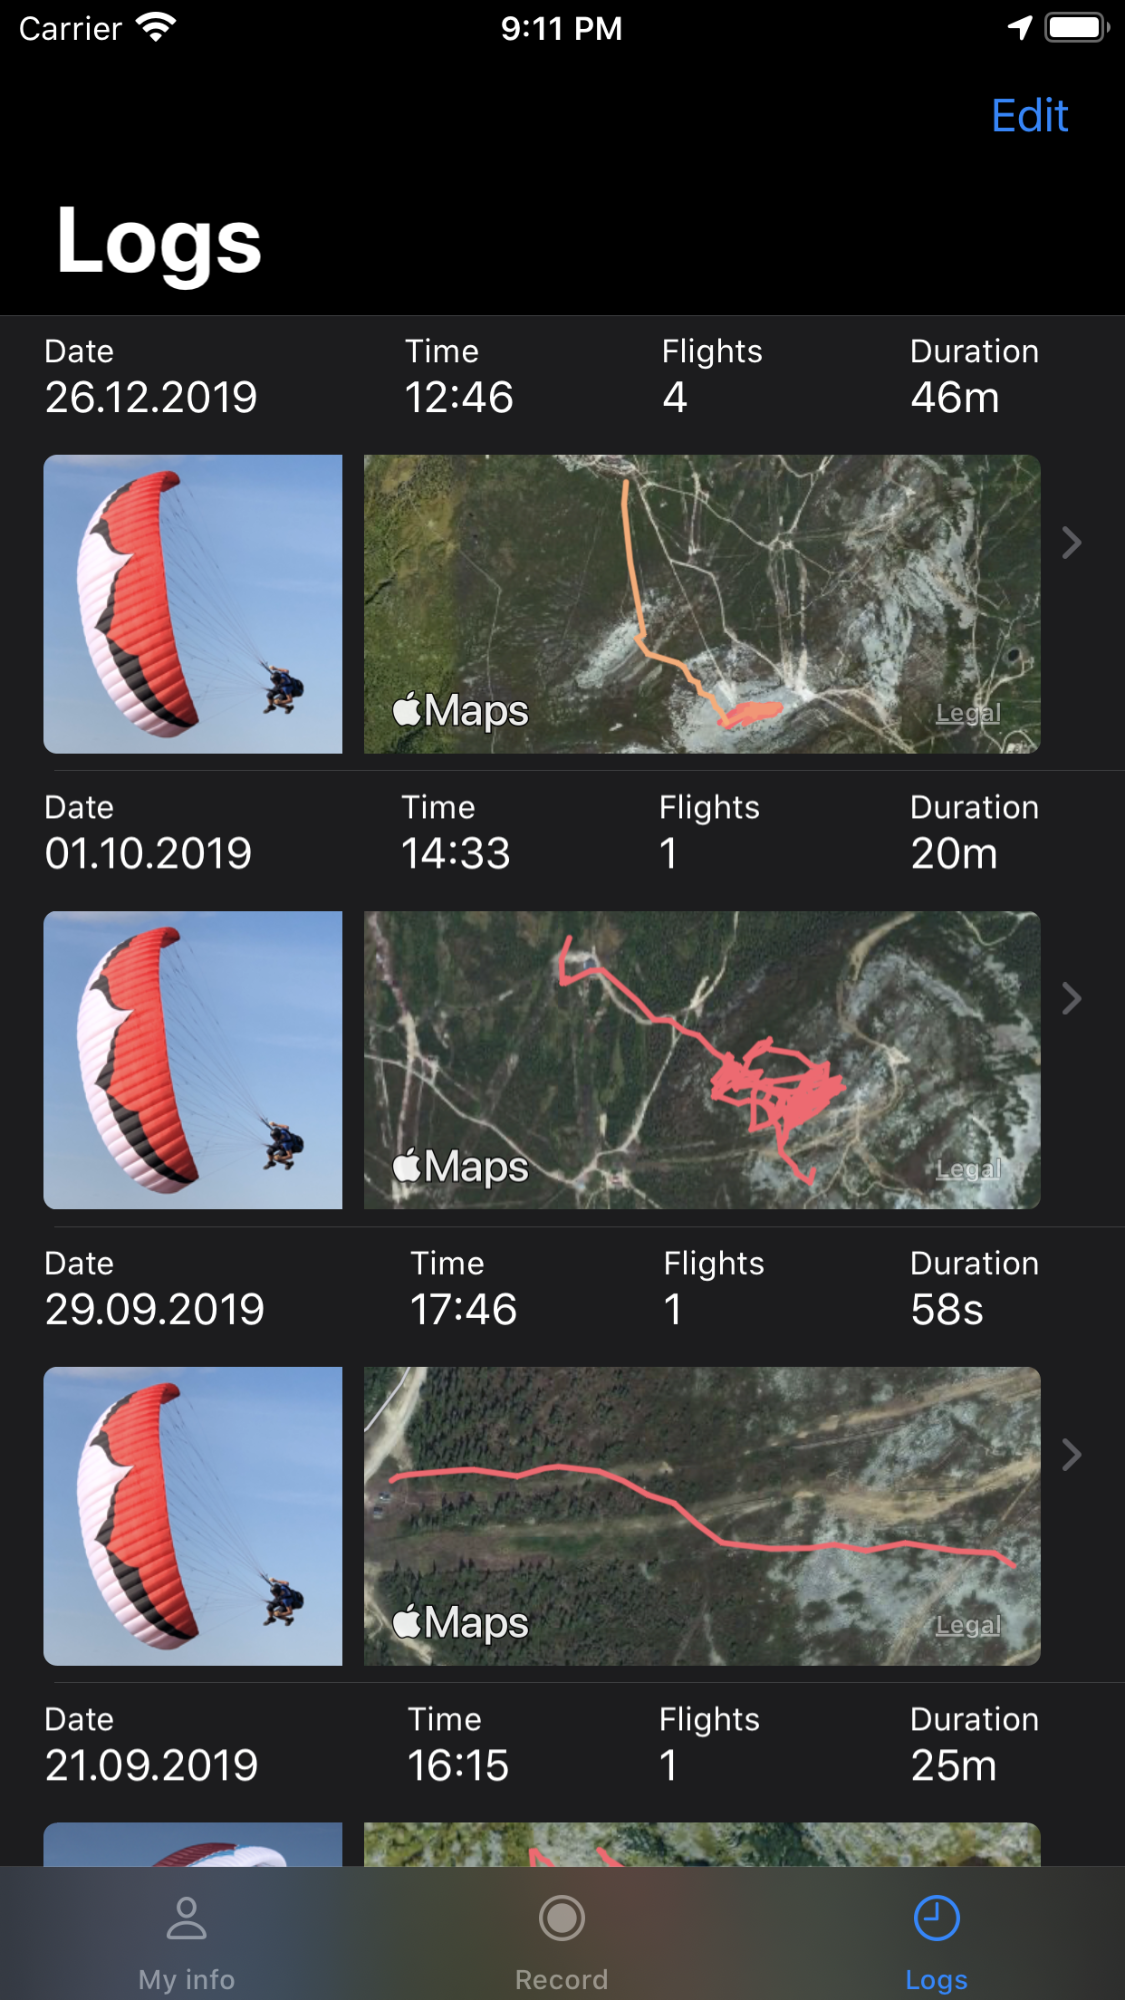 Carrier 9:11 PM
Edit
Logs
Date Time Flights Duration
26.12.2019 12:46 4 46m
Maps Legal
Date Time Flights Duration
01.10.2019 14:33 1 20m
Maps Legal
Date Time Flights Duration
29.09.2019 17:46 1 58s
Maps Legal
Date Time Flights Duration
21.09.2019 16:15 1 25m
My info Record Logs